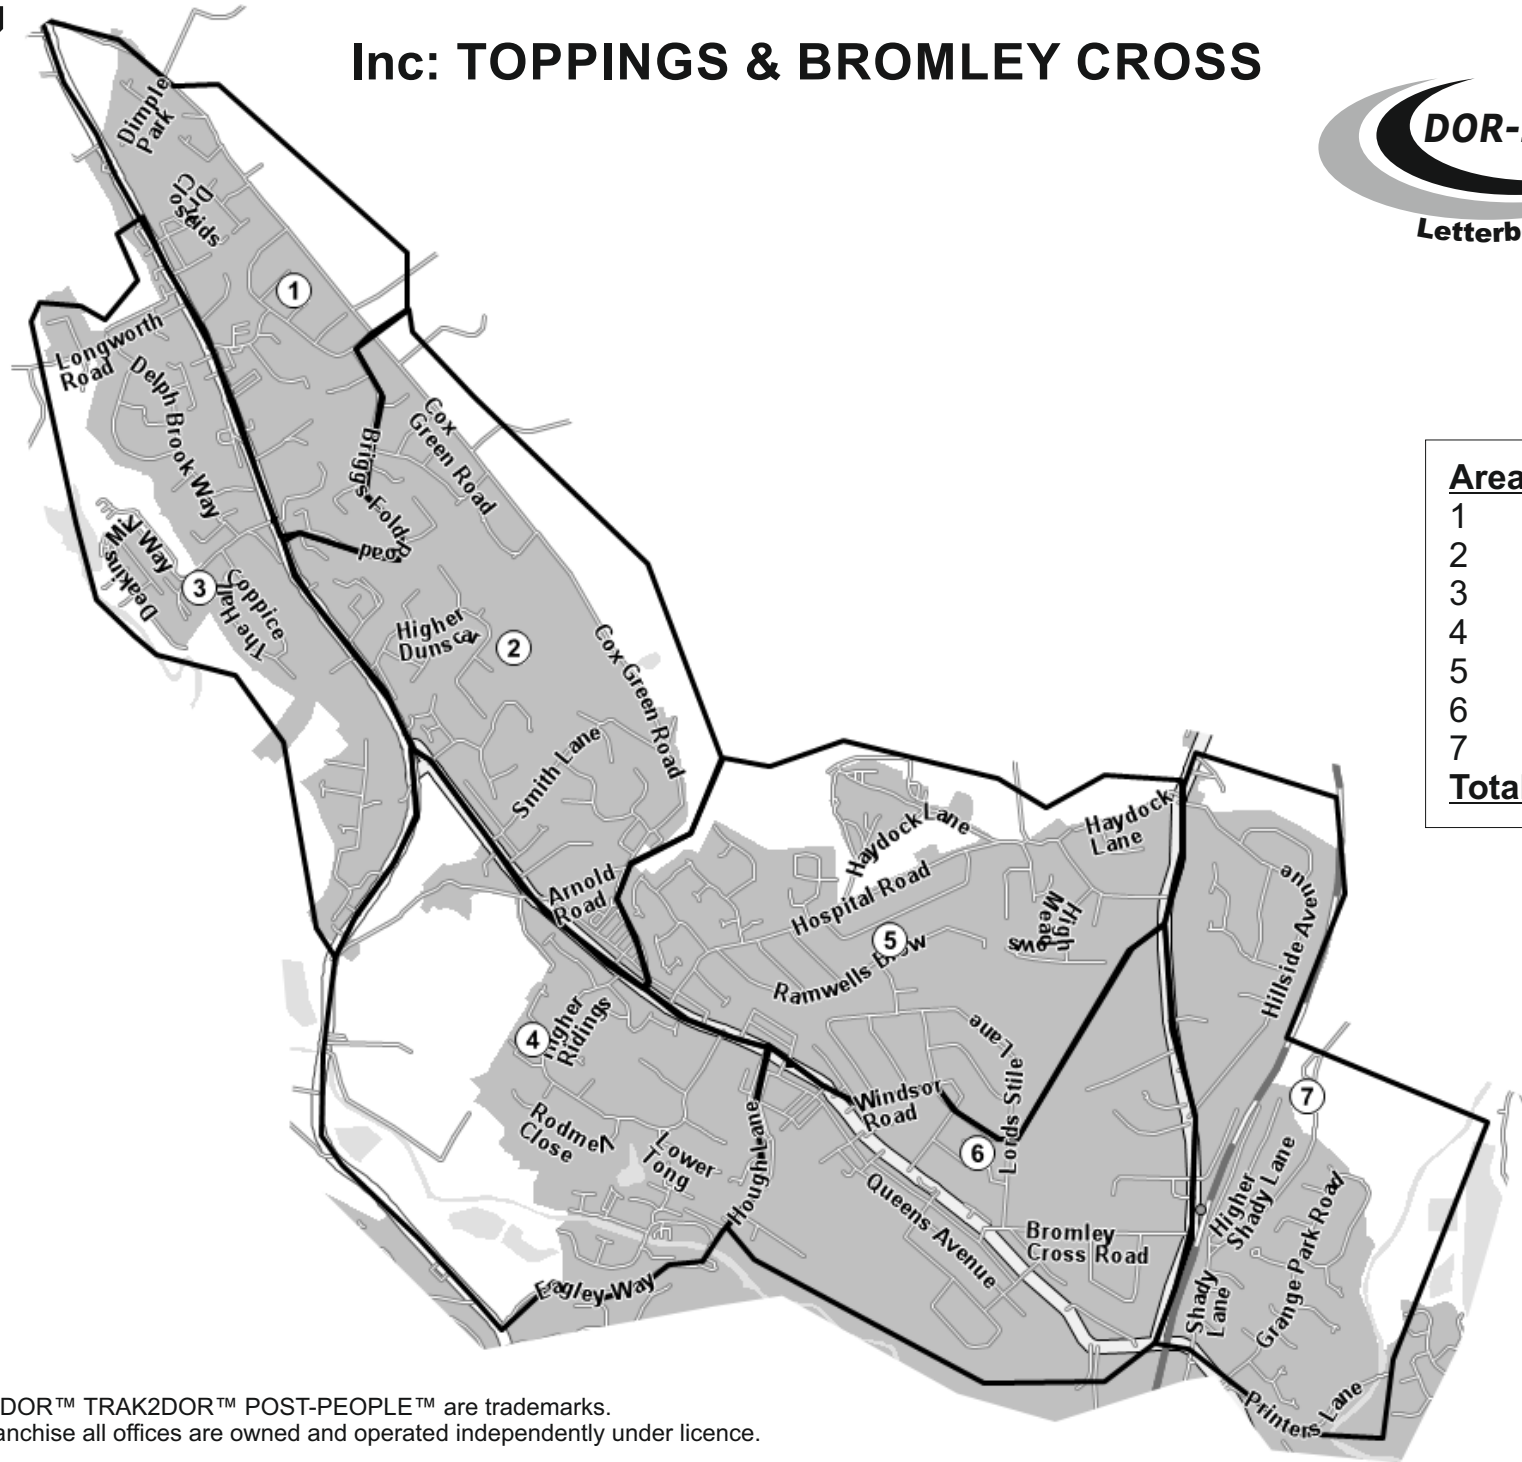 Inc: TOPPINGS & BROMLEY CROSS
DOR-
Letterb
Dimple
Park
Druids
Close
1
Longworth
Road
Delph Brook Way
Cox
Green Road
Briggs Fold Road
Area
1
2
3
4
5
6
7
Total
Mill Way
Deakins
3
The Hall
Coppice
Higher
Dunscar
2
Cox Green Road
Smith Lane
Arnold
Road
Haydock Lane
Haydock
Lane
Hospital Road
High
Meadows
5
Ramwells Brow
Hillside Avenue
4
Higher
Ridings
Lords Stile Lane
Windsor
Road
7
Rodmell
Close
Lower
Tong
Hough Lane
6
Queens Avenue
Bromley
Cross Road
Higher
Shady Lane
Grange Park Road
Shady
Lane
Eagley Way
Printers Lane
DOR™ TRAK2DOR™ POST-PEOPLE™ are trademarks.
anchise all offices are owned and operated independently under licence.